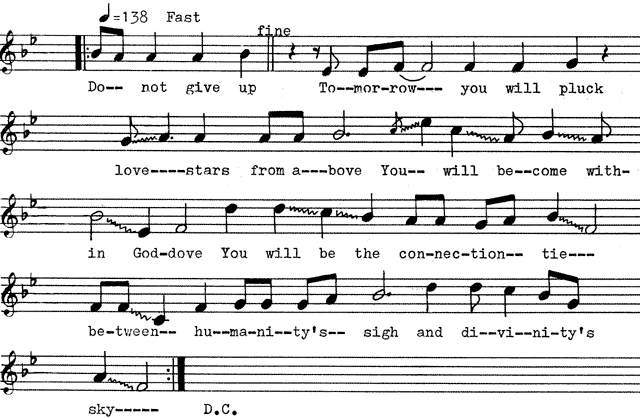 ♩=138 Fast
fine
Do-- not give up To--mor-row--- you will pluck
love----stars from a---bove You-- will be--come with-
in God-dove You will be the con-nec-tion-- tie---
be-tween-- hu--ma-ni--ty's-- sigh and di--vi-ni-ty's
sky----- D.C.